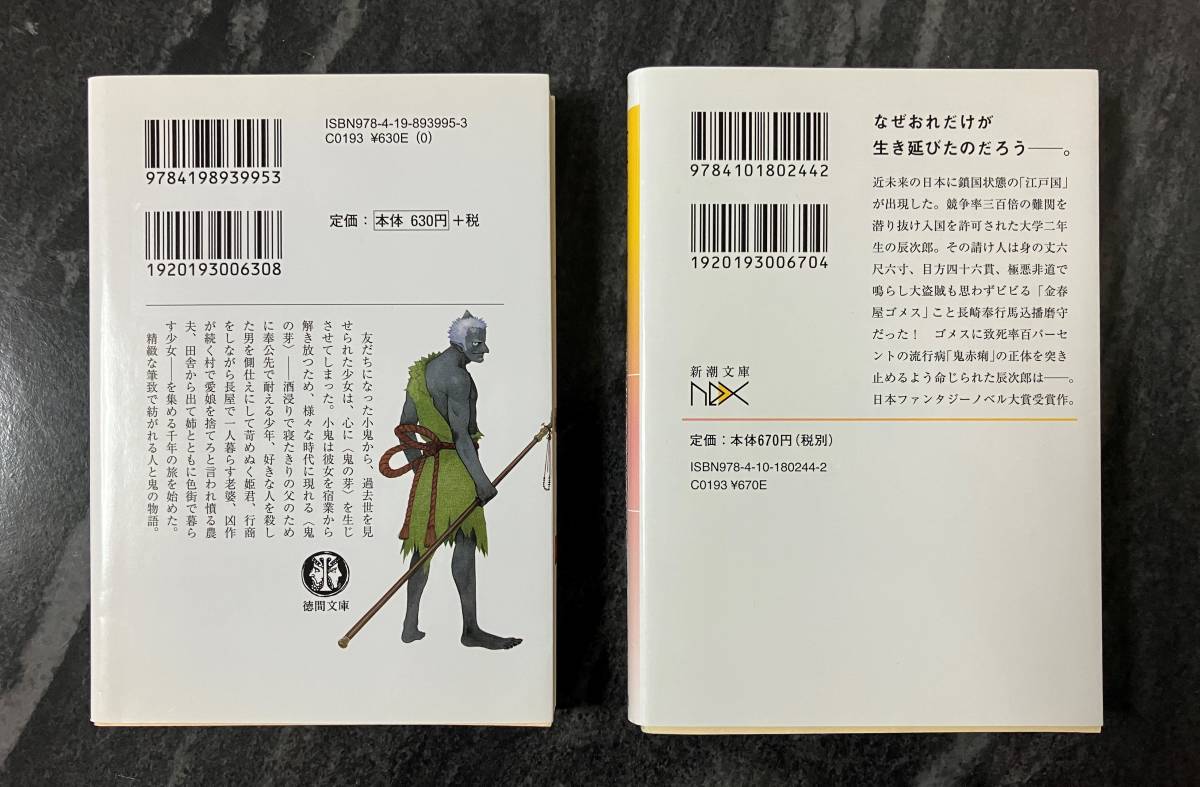 ISBN978-4-19-893995-3
C0193 ¥630E (0)
9784198939953
定価：本体 630円＋税
1920193006308
友だちになった小鬼から、過去世を見
せられた少女は、心に〈鬼の芽〉を生じ
させてしまった。小鬼は彼女を宿業から
解き放つため、様々な時代に現れる〈鬼
の芽〉――酒浸りで寝たきりの父のため
に奉公先で耐える少年、好きな人を殺し
た男を側仕えにして苛めぬく姫君、行商
をしながら長屋で一人暮らす老婆、凶作
が続く村で愛娘を捨てろと言われ憤る農
夫、田舎から出て姉とともに色街で暮ら
す少女――を集める千年の旅を始めた。
精緻な筆致で紡がれる人と鬼の物語。
徳間文庫
9784101802442
1920193006704
なぜおれだけが
生き延びたのだろう――。
近未来の日本に鎖国状態の「江戸国」
が出現した。競争率三百倍の難関を
潜り抜け入国を許可された大学二年
生の辰次郎。その請け人は身の丈六
尺六寸、目方四十六貫、極悪非道で
鳴らし大盗賊も思わずビビる「金春
屋ゴメス」こと長崎奉行馬込播磨守
だった！　ゴメスに致死率百パーセ
ントの流行病「鬼赤痢」の正体を突き
止めるよう命じられた辰次郎は――。
日本ファンタジーノベル大賞受賞作。
新潮文庫
nex
定価：本体670円（税別）
ISBN978-4-10-180244-2
C0193 ¥670E